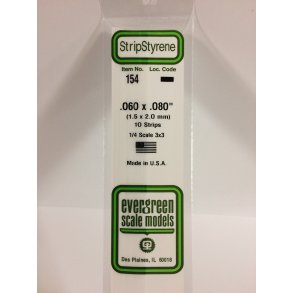 StripStyrene
Item No. Loc. Code
154
.060 x .080"
(1.5 x 2.0 mm)
10 Strips
1/4 Scale 3x3
Made in U.S.A.
evergreen
scale models
Des Plaines, IL 60018